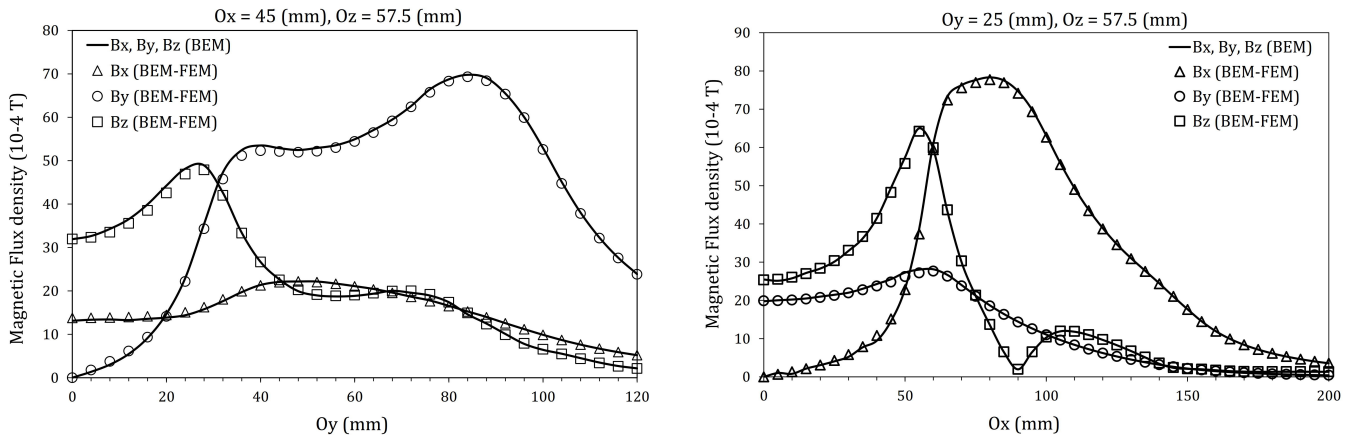 Ox = 45 (mm), Oz = 57.5 (mm)
80
70
60
50
40
30
20
10
0
Magnetic Flux density (10-4 T)
Bx, By, Bz (BEM)
Bx (BEM-FEM)
By (BEM-FEM)
Bz (BEM-FEM)
0 20 40 60 80 100 120
Oy (mm)
Oy = 25 (mm), Oz = 57.5 (mm)
90
80
70
60
50
40
30
20
10
0
Magnetic Flux density (10-4 T)
Bx, By, Bz (BEM)
Bx (BEM-FEM)
By (BEM-FEM)
Bz (BEM-FEM)
0 50 100 150 200
Ox (mm)